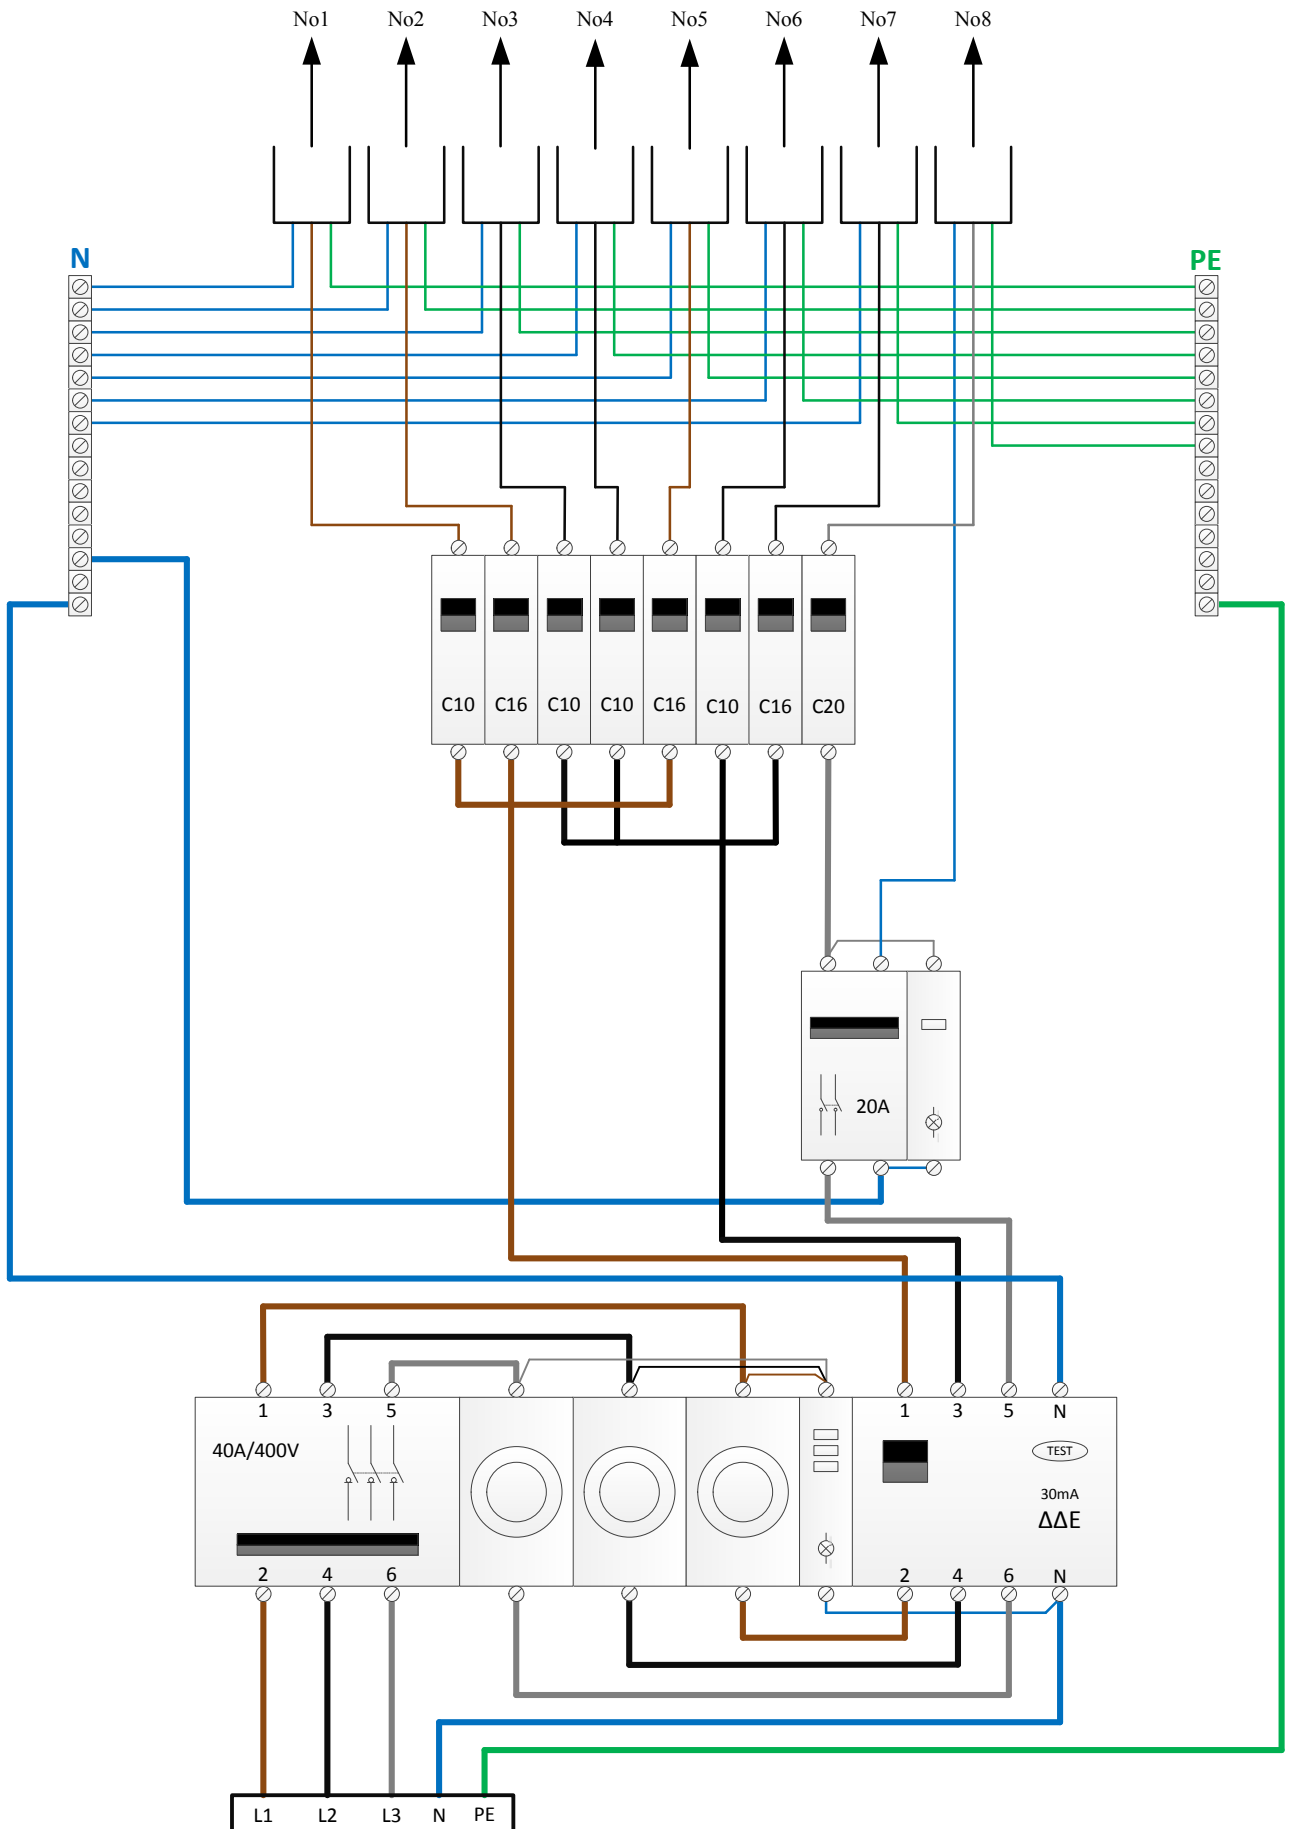 No1 No2 No3 No4 No5 No6 No7 No8
N PE
C10 C16 C10 C10 C16 C10 C16 C20
20A
1 3 5 1 3 5 N
40A/400V TEST
30mA
ΔΔΕ
2 4 6 2 4 6 N
L1 L2 L3 N PE